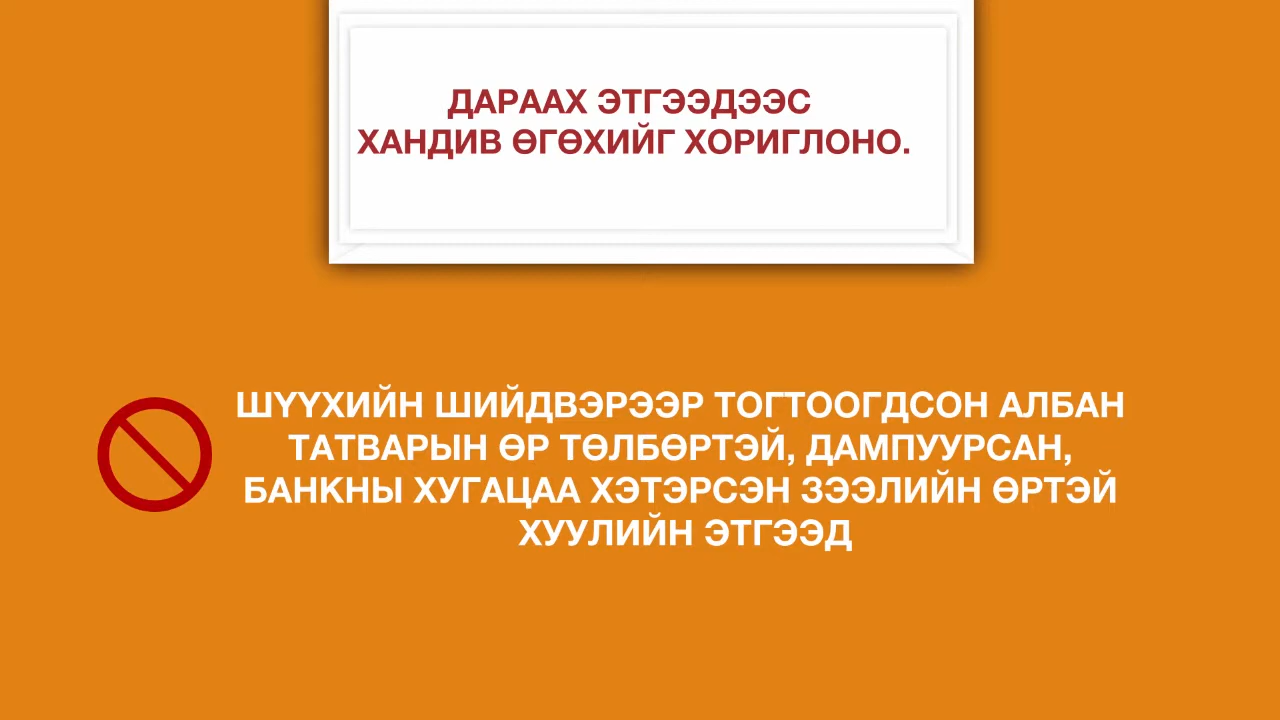 ДАРААХ ЭТГЭЭДЭЭС
ХАНДИВ ӨГӨХИЙГ ХОРИГЛОНО.
ШҮҮХИЙН ШИЙДВЭРЭЭР ТОГТООГДСОН АЛБАН
ТАТВАРЫН ӨР ТӨЛБӨРТЭЙ, ДАМПУУРСАН,
БАНКНЫ ХУГАЦАА ХЭТЭРСЭН ЗЭЭЛИЙН ӨРТЭЙ
ХУУЛИЙН ЭТГЭЭД